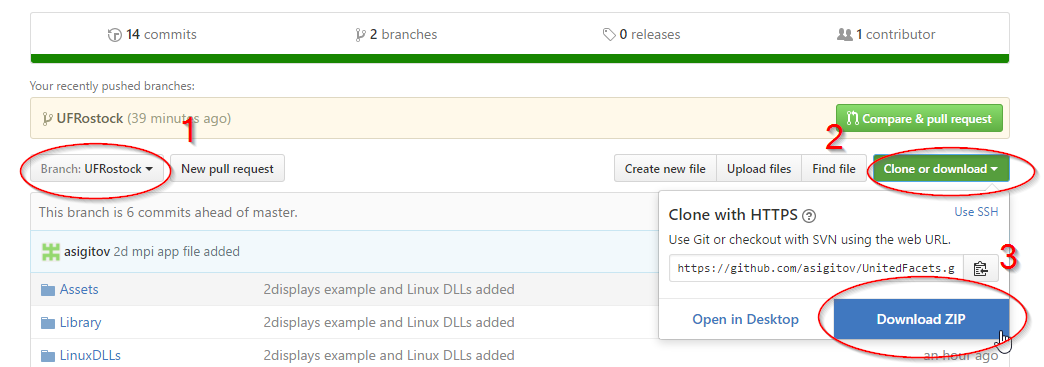 14 commits 2 branches 0 releases 1 contributor
Your recently pushed branches:
UFRostock (39 minutes ago) Compare & pull request
1 2
Branch: UFRostock New pull request Create new file Upload files Find file Clone or download
This branch is 6 commits ahead of master.
Clone with HTTPS ? Use SSH
asigitov 2d mpi app file added
Use Git or checkout with SVN using the web URL.
3
https://github.com/asigitov/UnitedFacets.g
Assets 2displays example and Linux DLLs added
Library 2displays example and Linux DLLs added
Open in Desktop Download ZIP
LinuxDLLs 2displays example and Linux DLLs added an hour ago